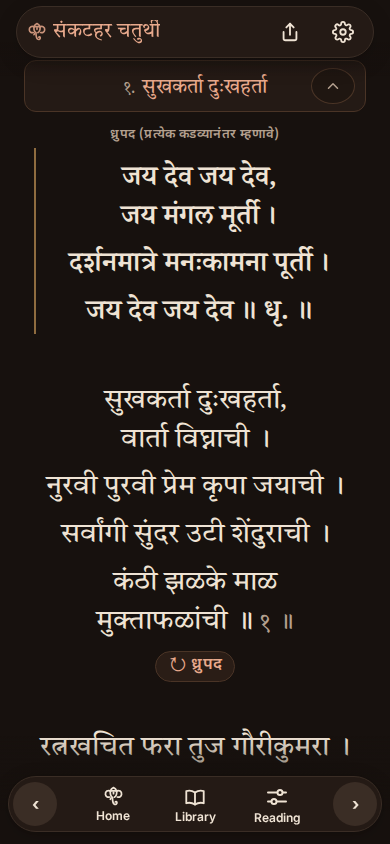 संकटहर चतुर्थी
१. सुखकर्ता दुःखहर्ता
ध्रुपद (प्रत्येक कडव्यानंतर म्हणावे)
जय देव जय देव,
जय मंगल मूर्ती ।
दर्शनमात्रे मनःकामना पूर्ती ।
जय देव जय देव ॥ धृ. ॥
सुखकर्ता दुःखहर्ता,
वार्ता विघ्नाची ।
नुरवी पुरवी प्रेम कृपा जयाची ।
सर्वांगी सुंदर उटी शेंदुराची ।
कंठी झळके माळ
मुक्ताफळांची ॥ १ ॥
ध्रुपद
रत्नखचित फरा तुज गौरीकुमरा ।
Home Library Reading